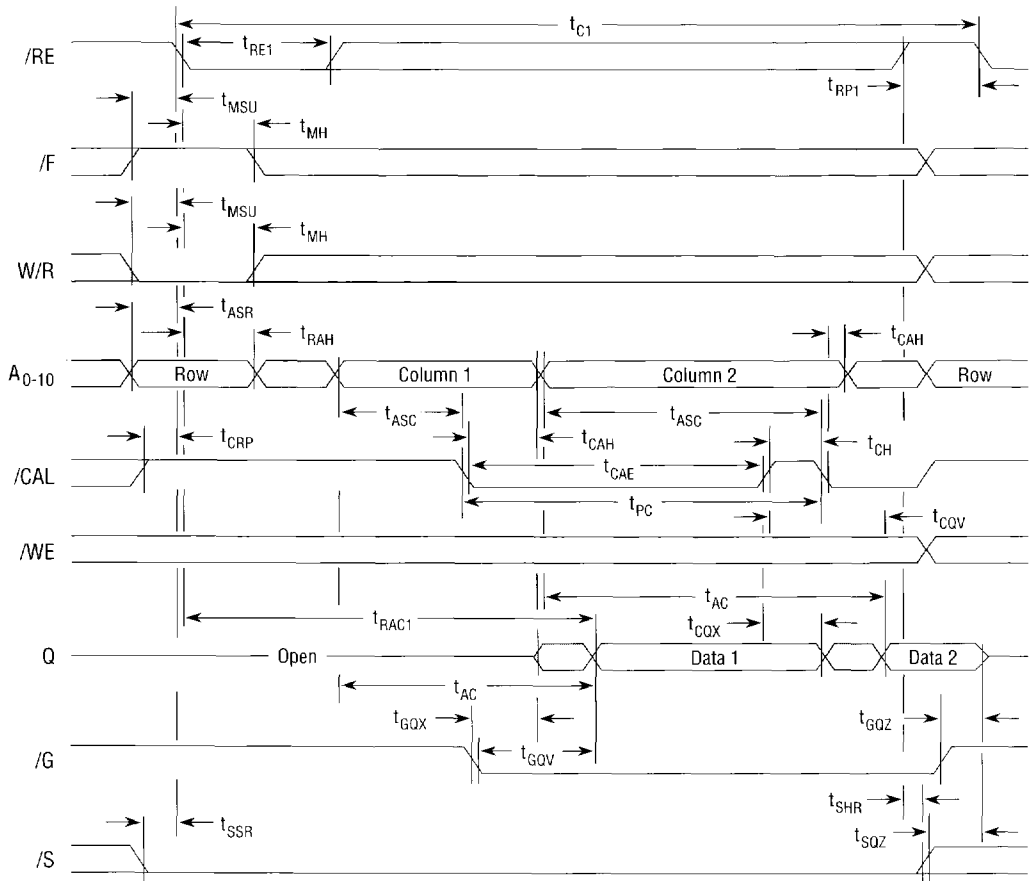 t_C1
/RE t_RE1
t_RP1
t_MSU
t_MH
/F
t_MSU
t_MH
W/R
t_ASR
t_RAH t_CAH
A_0-10 Row Column 1 Column 2 Row
t_ASC t_ASC
t_CRP t_CAH t_CH
/CAL t_CAE
t_PC
t_CQV
/WE
t_AC
t_RAC1 t_CQX
Q Open Data 1 Data 2
t_AC
t_GQX t_GQZ
/G t_GQV
t_SHR
t_SSR t_SQZ
/S